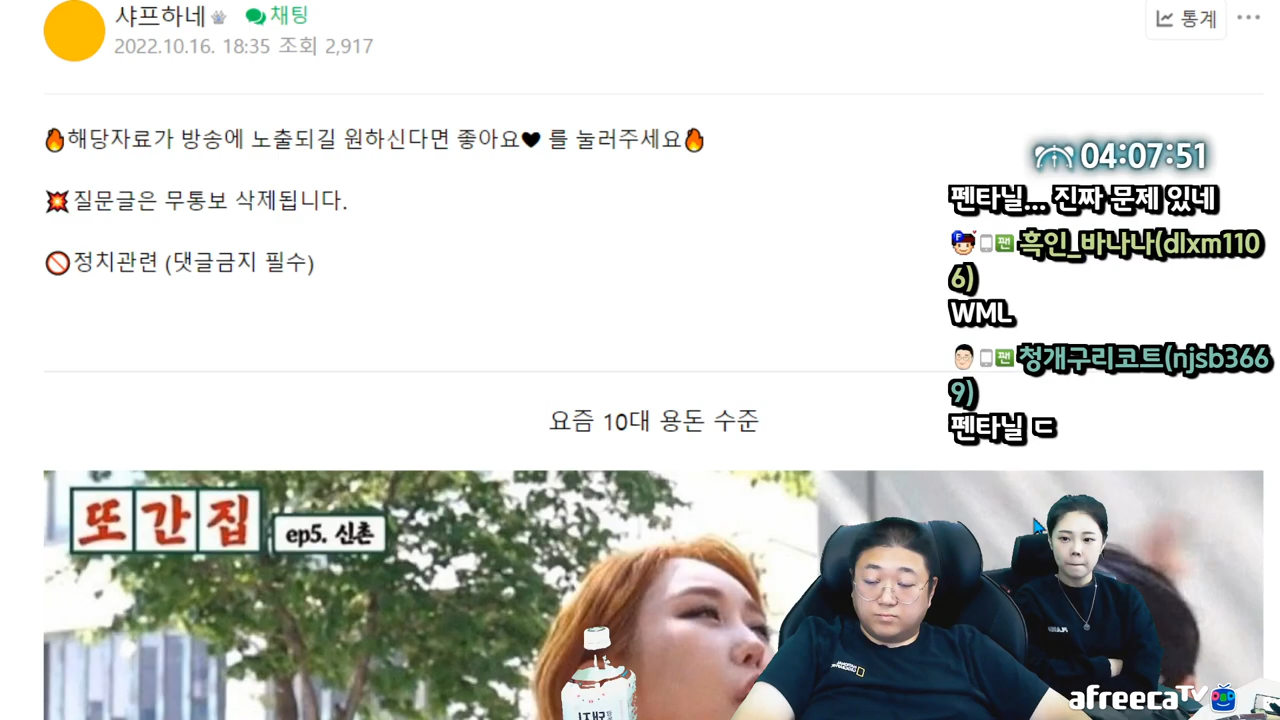 샤프하네 채팅
2022.10.16. 18:35 조회 2,917
통계
🔥해당자료가 방송에 노출되길 원하신다면 좋아요🖤 를 눌러주세요🔥
💥질문글은 무통보 삭제됩니다.
🚫정치관련 (댓글금지 필수)
04:07:51
펜타닐... 진짜 문제 있네
팬 흑인_바나나(dlxm110
6)
WML
팬 청개구리코트(njsb366
9)
펜타닐 ㄷ
요즘 10대 용돈 수준
또간집
ep5. 신촌
afreecaTV